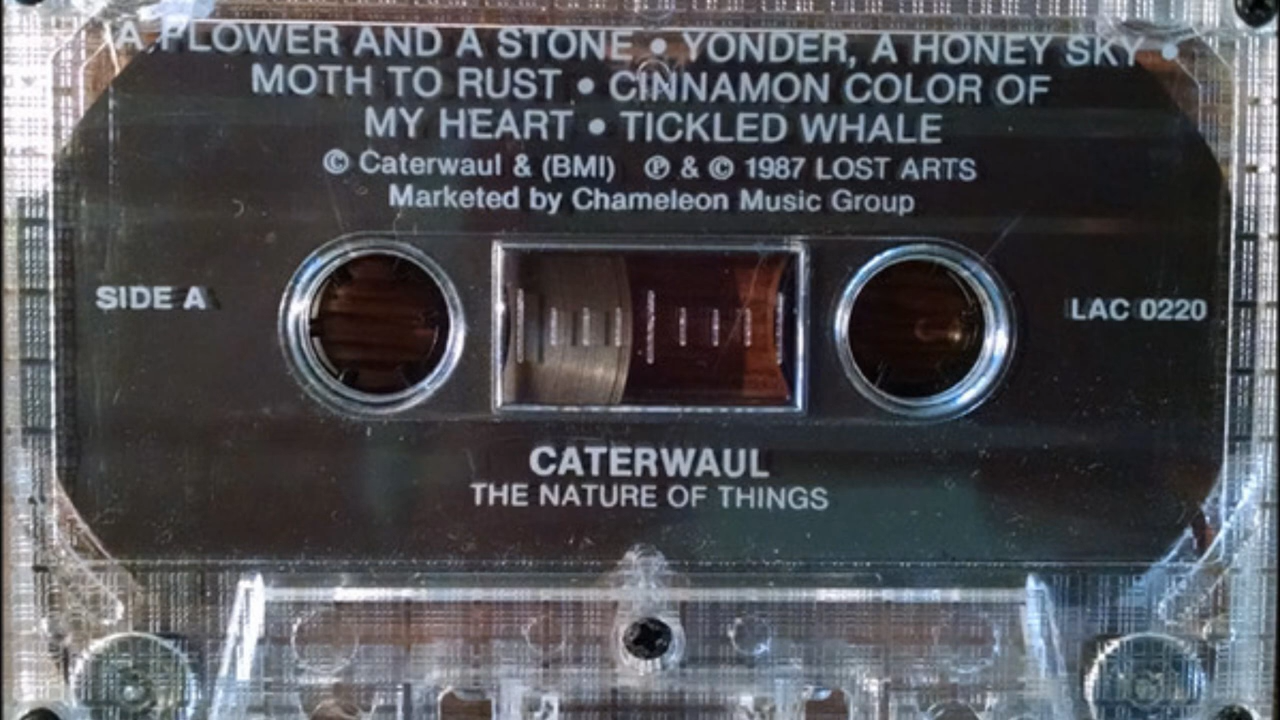 A FLOWER AND A STONE • YONDER, A HONEY SKY •
MOTH TO RUST • CINNAMON COLOR OF
MY HEART • TICKLED WHALE
© Caterwaul & (BMI) ℗ & © 1987 LOST ARTS
Marketed by Chameleon Music Group
SIDE A
LAC 0220
CATERWAUL
THE NATURE OF THINGS